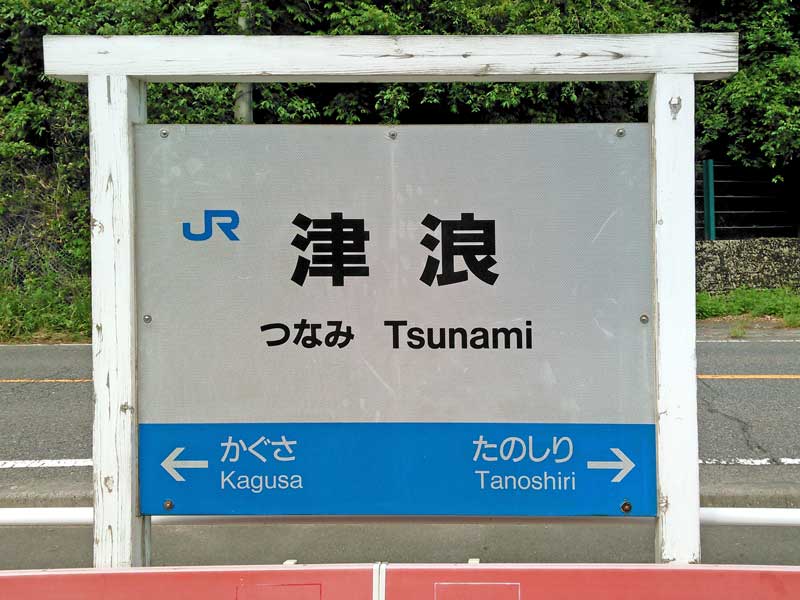 JR
津浪
つなみ Tsunami
← かぐさ たのしり →
Kagusa Tanoshiri